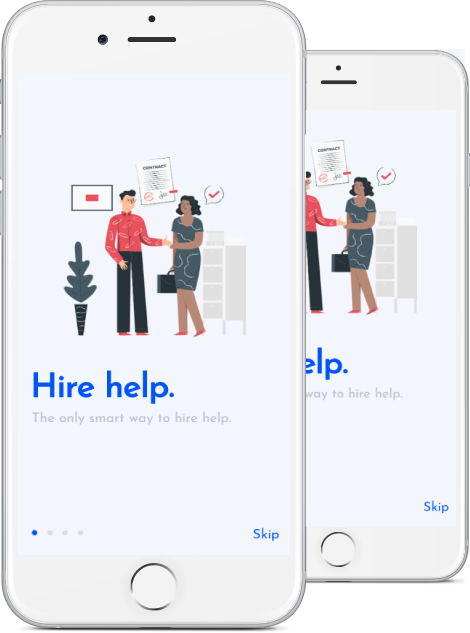 CONTRACT
Hire help.
The only smart way to hire help.
Skip
CONTRACT
elp.
way to hire help.
Skip